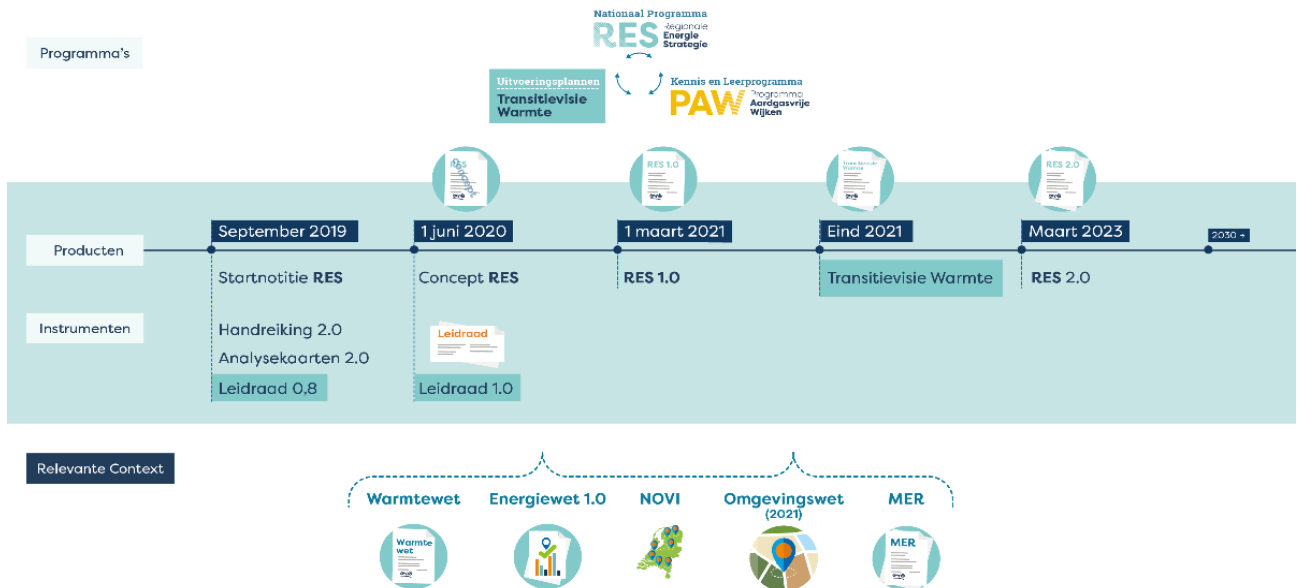 Programma's
Nationaal Programma
RES Regionale
Energie
Strategie
Uitvoeringsplannen
Transitievisie
Warmte
Kennis en Leerprogramma
PAW Programma
Aardgasvrije
Wijken
RES
concept
RES 1.0
Transitievisie
Warmte
RES 2.0
Producten
September 2019
1 juni 2020
1 maart 2021
Eind 2021
Maart 2023
2030 →
Startnotitie RES
Concept RES
RES 1.0
Transitievisie Warmte
RES 2.0
Instrumenten
Handreiking 2.0
Analysekaarten 2.0
Leidraad 0,8
Leidraad
Leidraad 1.0
Relevante Context
Warmtewet
Energiewet 1.0
NOVI
Omgevingswet
(2021)
MER
Warmte
wet
MER